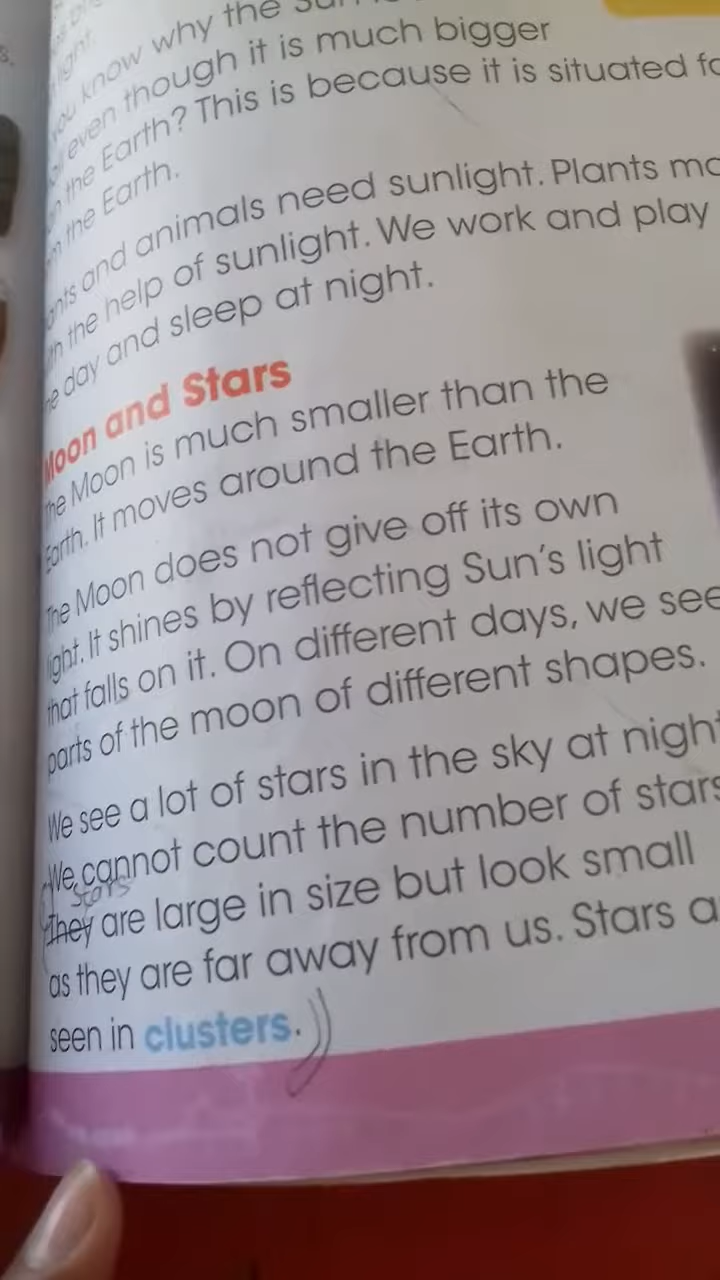 light.
you know why the Sun
even though it is much bigger
the Earth? This is because it is situated
the Earth.
and animals need sunlight. Plants
the help of sunlight. We work and play
day and sleep at night.
Moon and Stars
The Moon is much smaller than the
Earth. It moves around the Earth.
The Moon does not give off its own
light. It shines by reflecting Sun's light
that falls on it. On different days, we see
parts of the moon of different shapes.
We see a lot of stars in the sky at night
We cannot count the number of stars
stars
They are large in size but look small
as they are far away from us. Stars
seen in clusters.